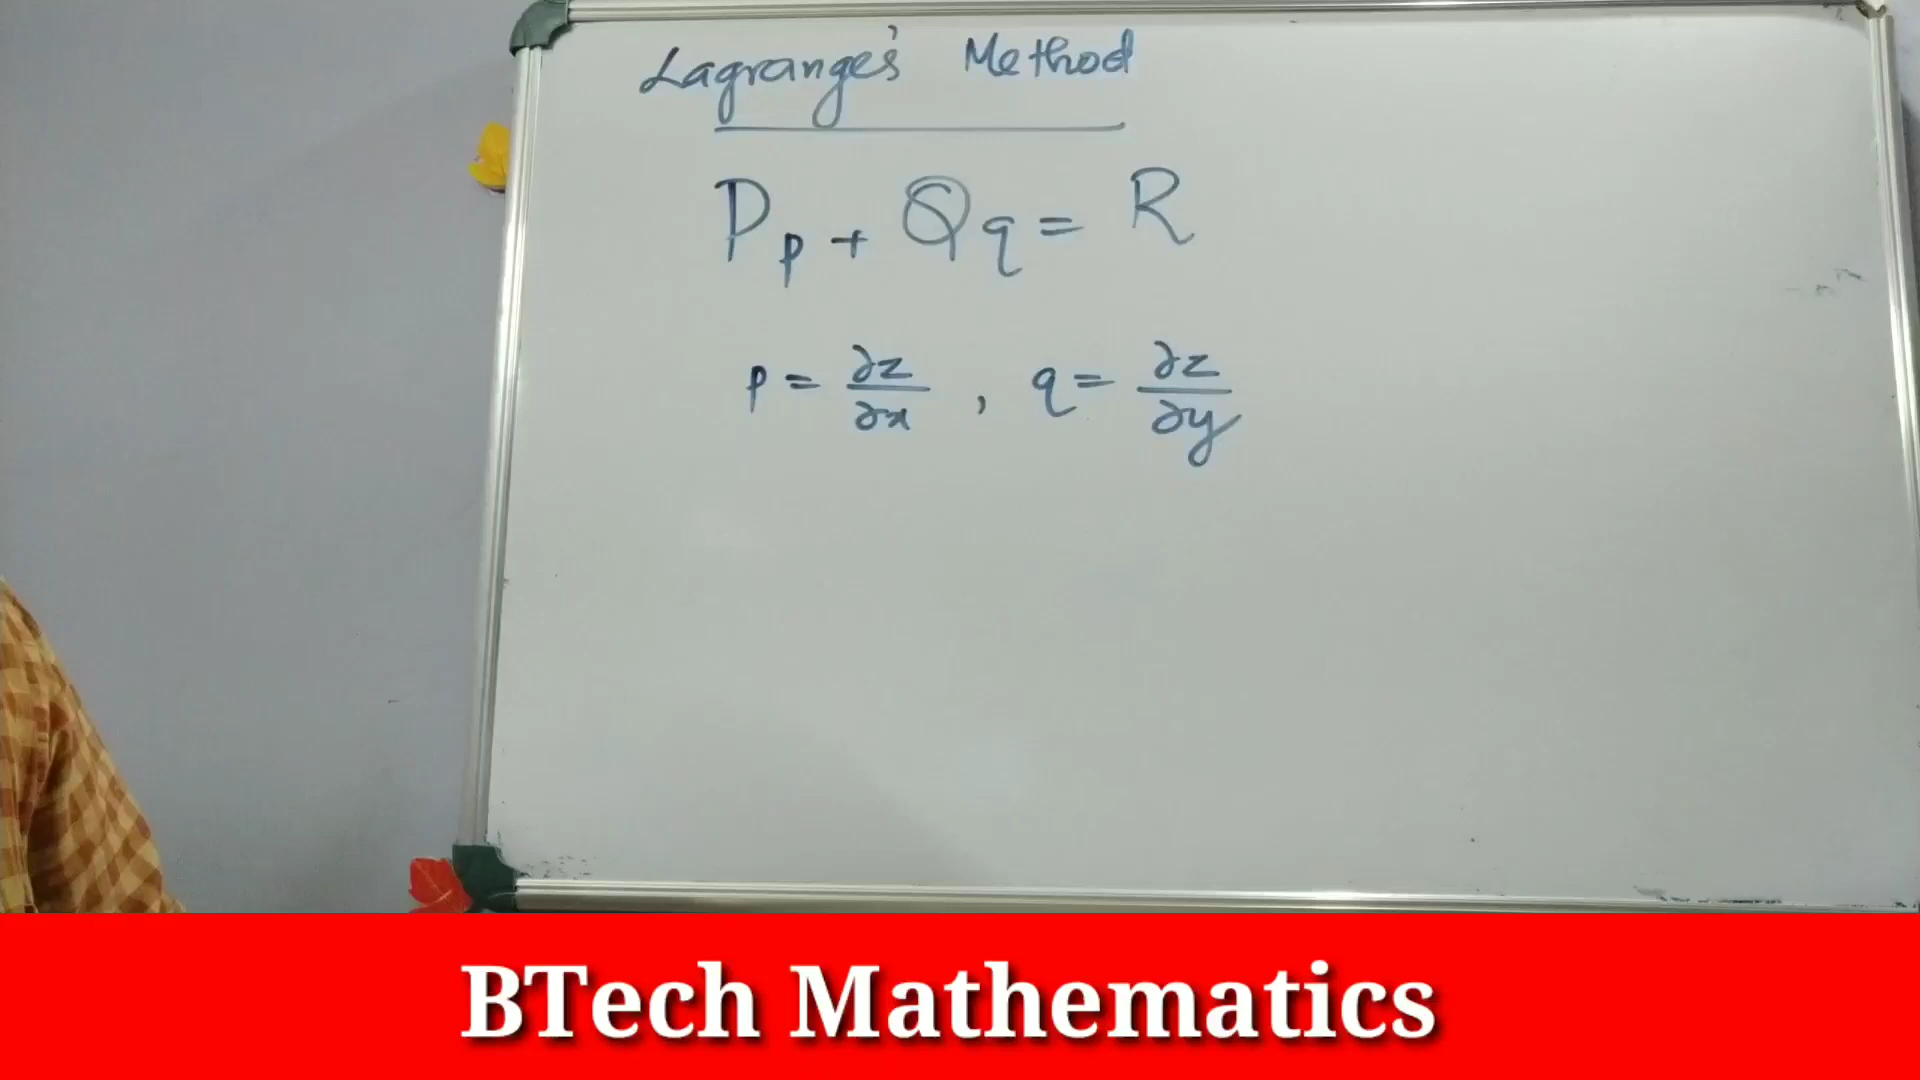 Lagrange's Method
Pp + Qq = R
p = ∂z/∂x , q = ∂z/∂y
BTech Mathematics